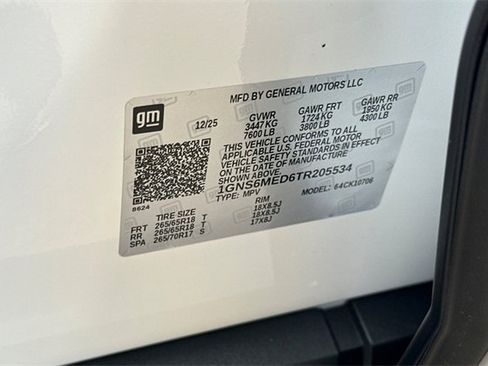 gm
MFD BY GENERAL MOTORS LLC
12/25 GVWR GAWR FRT GAWR RR
3447 KG 1724 KG 1950 KG
7600 LB 3800 LB 4300 LB
THIS VEHICLE CONFORMS TO ALL
APPLICABLE U.S. FEDERAL MOTOR
VEHICLE SAFETY STANDARDS IN EFFECT
ON THE DATE OF MANUFACTURE
1GNS6MED6TR205534
TYPE: MPV MODEL: 64CK10706
B624
TIRE SIZE RIM
FRT 265/65R18 T 18X8.5J
RR 265/65R18 T 18X8.5J
SPA 265/70R17 S 17X8J